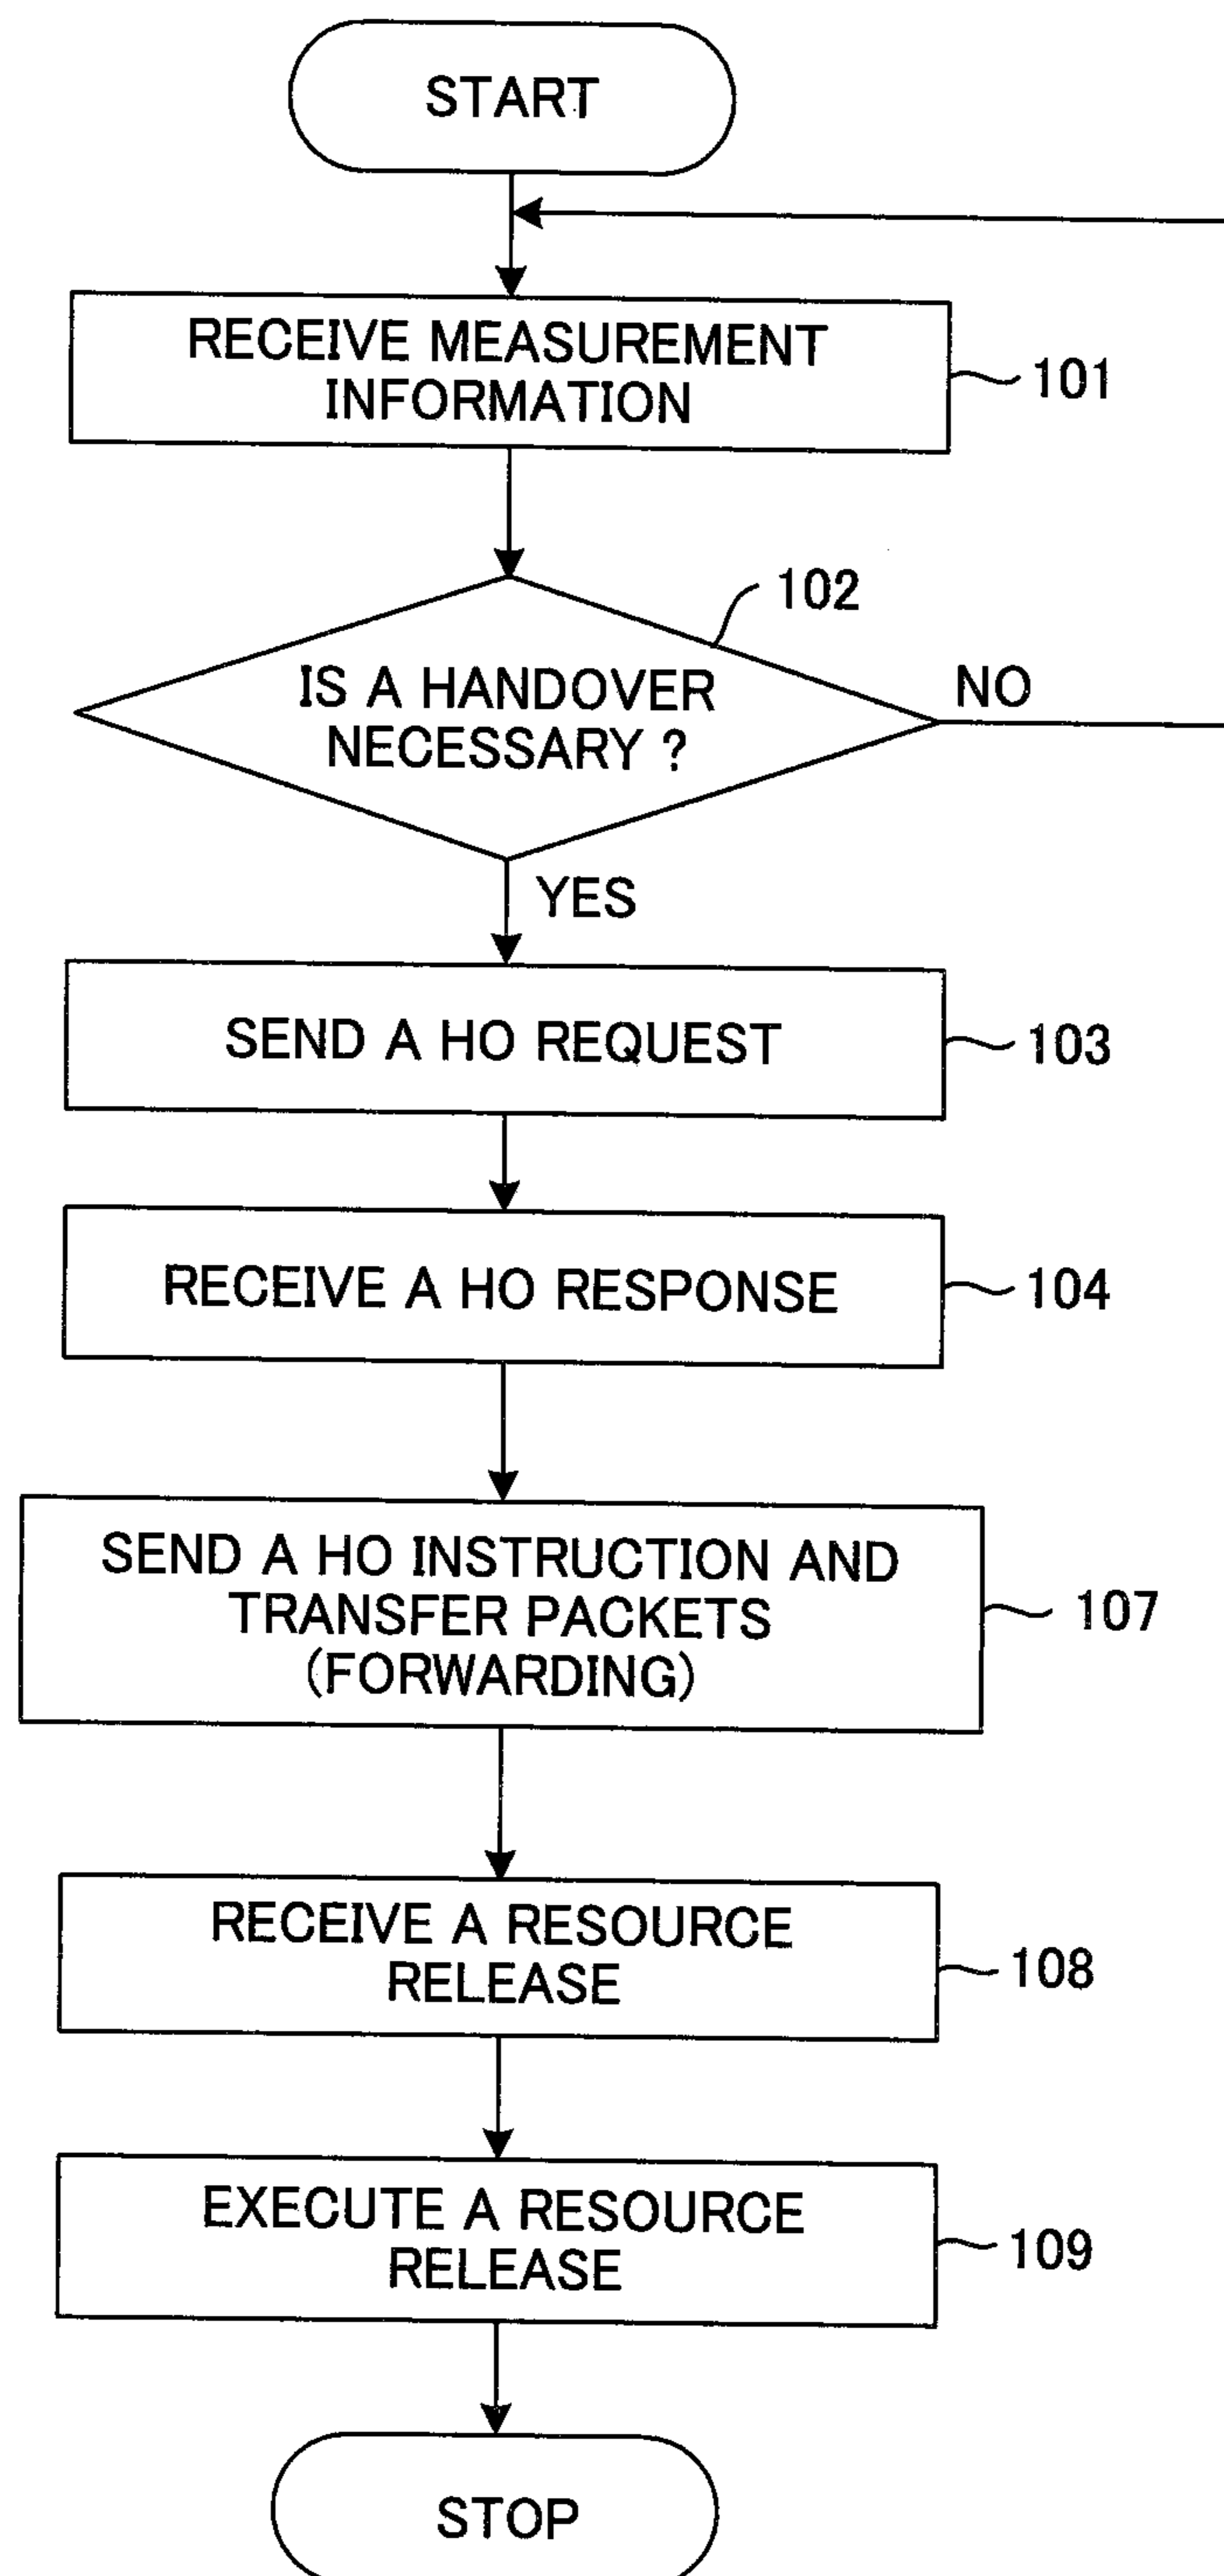 START
RECEIVE MEASUREMENT
INFORMATION
101
102
IS A HANDOVER
NECESSARY ?
NO
YES
SEND A HO REQUEST
103
RECEIVE A HO RESPONSE
104
SEND A HO INSTRUCTION AND
TRANSFER PACKETS
(FORWARDING)
107
RECEIVE A RESOURCE
RELEASE
108
EXECUTE A RESOURCE
RELEASE
109
STOP